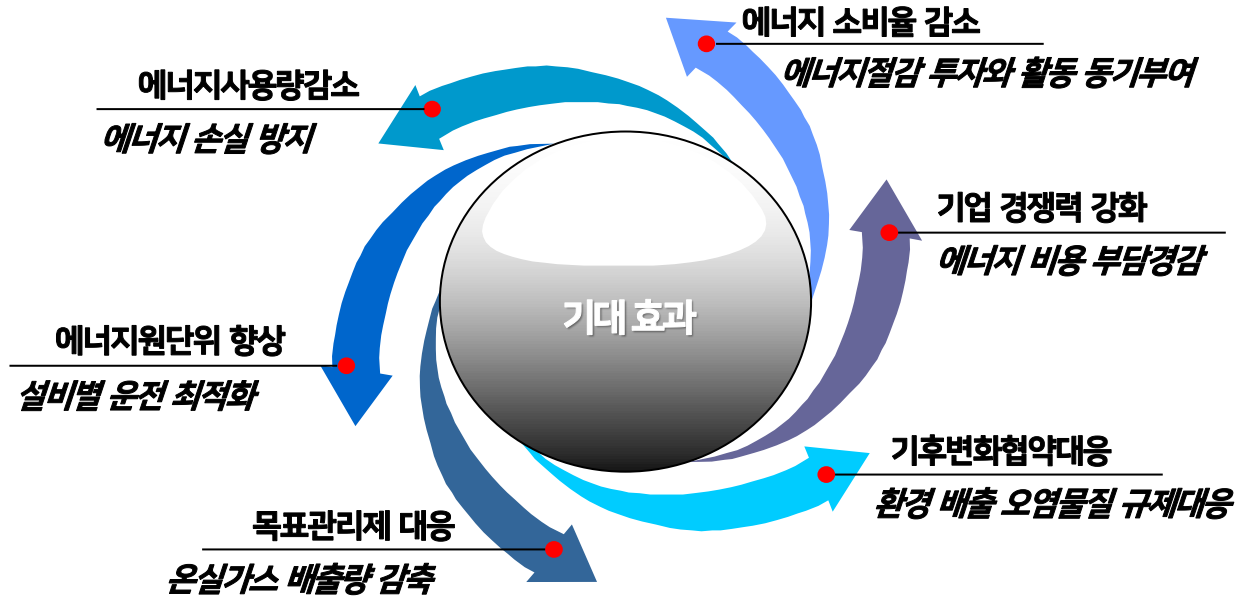 에너지 소비율 감소
에너지절감 투자와 활동 동기부여
에너지사용량감소
에너지 손실 방지
기업 경쟁력 강화
에너지 비용 부담경감
기대 효과
에너지원단위 향상
설비별 운전 최적화
기후변화협약대응
환경 배출 오염물질 규제대응
목표관리제 대응
온실가스 배출량 감축